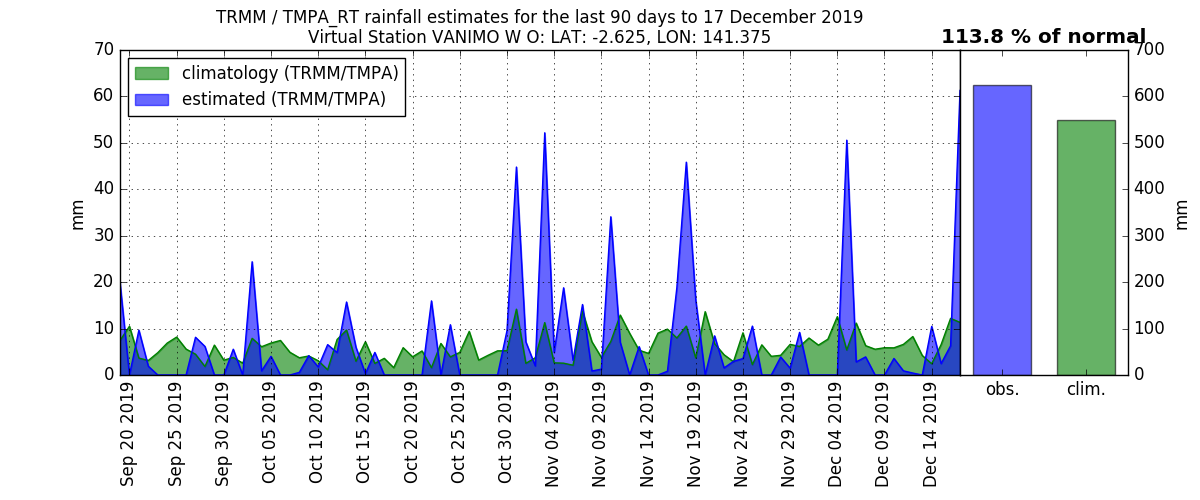 TRMM / TMPA_RT rainfall estimates for the last 90 days to 17 December 2019
Virtual Station VANIMO W O: LAT: -2.625, LON: 141.375
113.8 % of normal
climatology (TRMM/TMPA)
estimated (TRMM/TMPA)
70
60
50
40
30
20
10
0
mm
700
600
500
400
300
200
100
0
mm
Sep 20 2019
Sep 25 2019
Sep 30 2019
Oct 05 2019
Oct 10 2019
Oct 15 2019
Oct 20 2019
Oct 25 2019
Oct 30 2019
Nov 04 2019
Nov 09 2019
Nov 14 2019
Nov 19 2019
Nov 24 2019
Nov 29 2019
Dec 04 2019
Dec 09 2019
Dec 14 2019
obs.
clim.